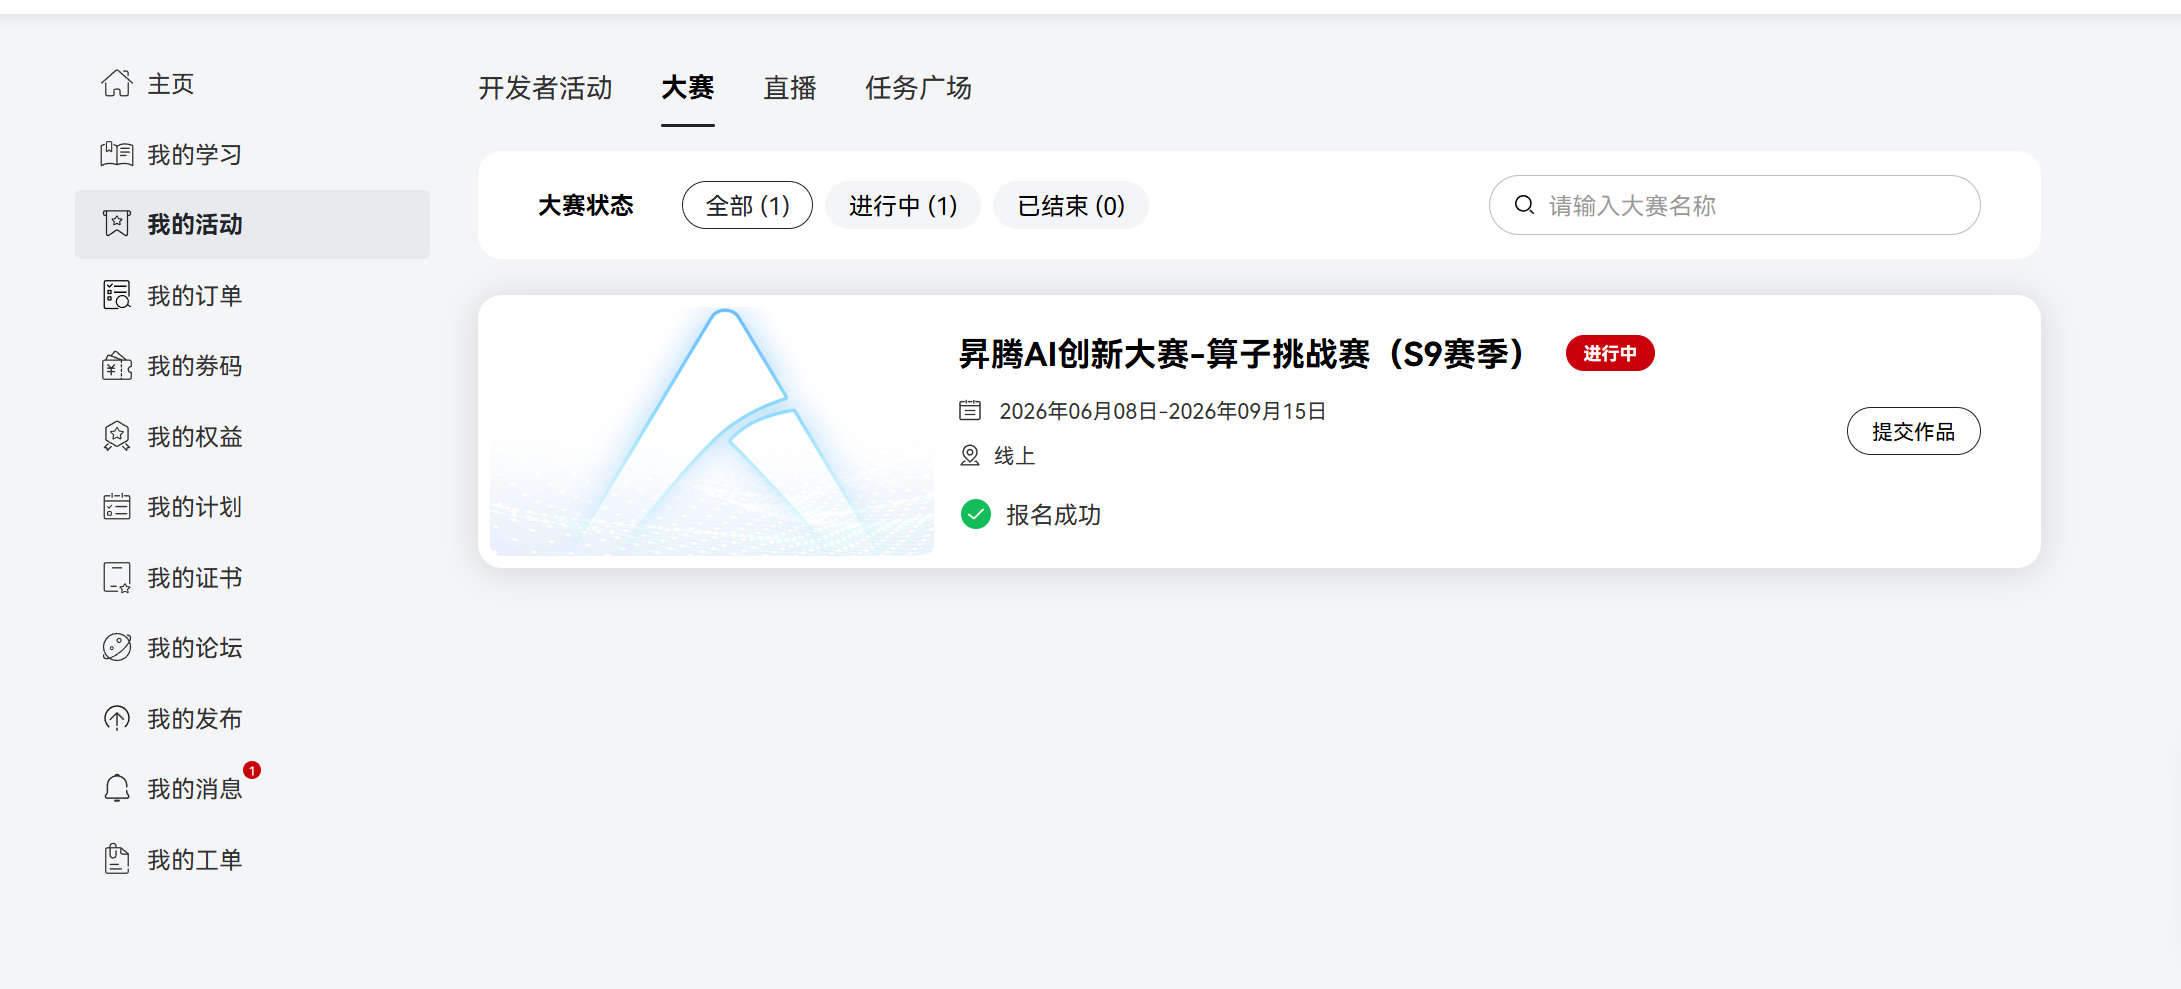 主页
我的学习
我的活动
我的订单
我的券码
我的权益
我的计划
我的证书
我的论坛
我的发布
我的消息 1
我的工单
开发者活动 大赛 直播 任务广场
大赛状态 全部 (1) 进行中 (1) 已结束 (0) 请输入大赛名称
昇腾AI创新大赛-算子挑战赛（S9赛季） 进行中
2026年06月08日-2026年09月15日
线上
报名成功
提交作品